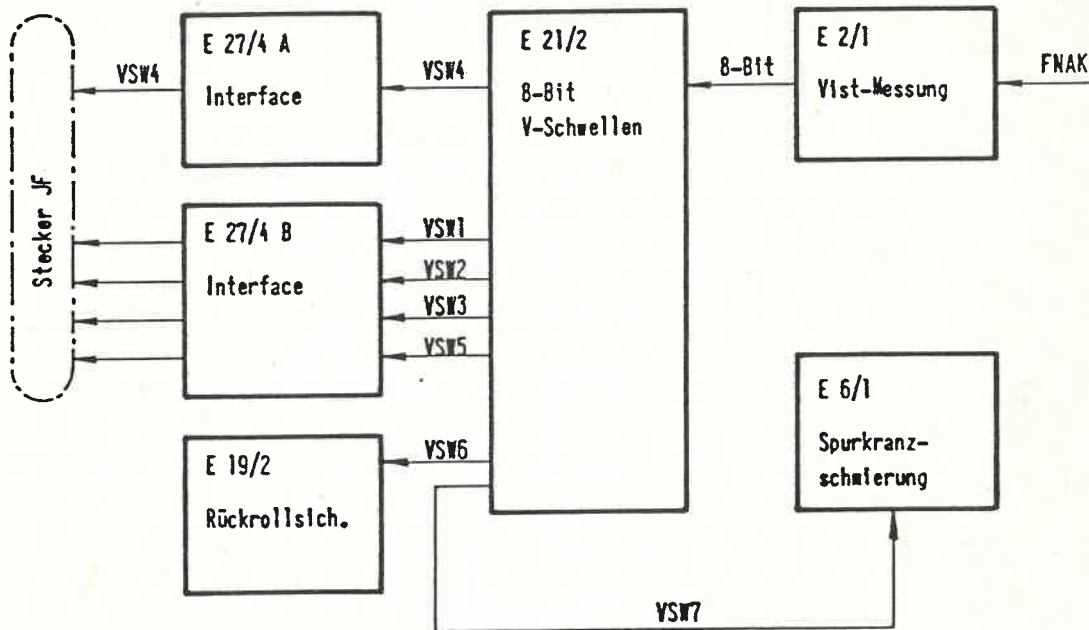 E 27/4 A
Interface
E 21/2
8-Bit
V-Schwellen
E 2/1
Vist-Messung
FNAK
8-Bit
VSW4
VSW4
Stecker JF
E 27/4 B
Interface
VSW1
VSW2
VSW3
VSW5
E 19/2
Rückrollsich.
VSW6
E 6/1
Spurkranz-
schmierung
VSW7